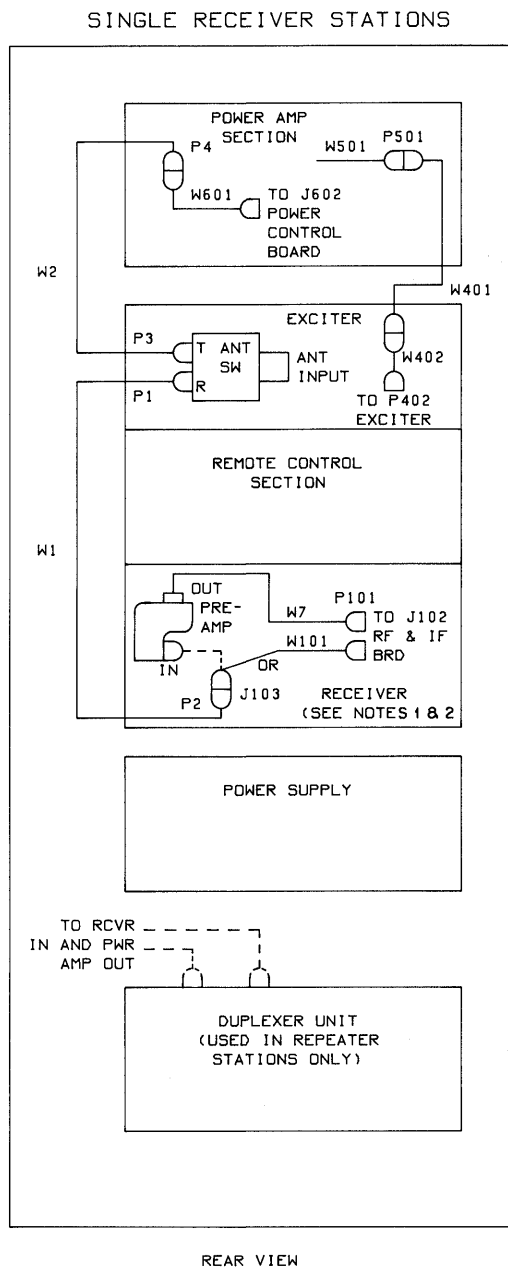 SINGLE RECEIVER STATIONS
POWER AMP
SECTION
P4
W501
P501
W601
TO J602
POWER
CONTROL
BOARD
W2
W401
EXCITER
P3
T
ANT
SW
R
ANT
INPUT
W402
P1
TO P402
EXCITER
REMOTE CONTROL
SECTION
W1
OUT
PRE-
AMP
P101
W7
TO J102
RF & IF
BRD
W101
IN
OR
P2
J103
RECEIVER
(SEE NOTES 1 & 2
POWER SUPPLY
TO RCVR
IN AND PWR
AMP OUT
DUPLEXER UNIT
(USED IN REPEATER
STATIONS ONLY)
REAR VIEW